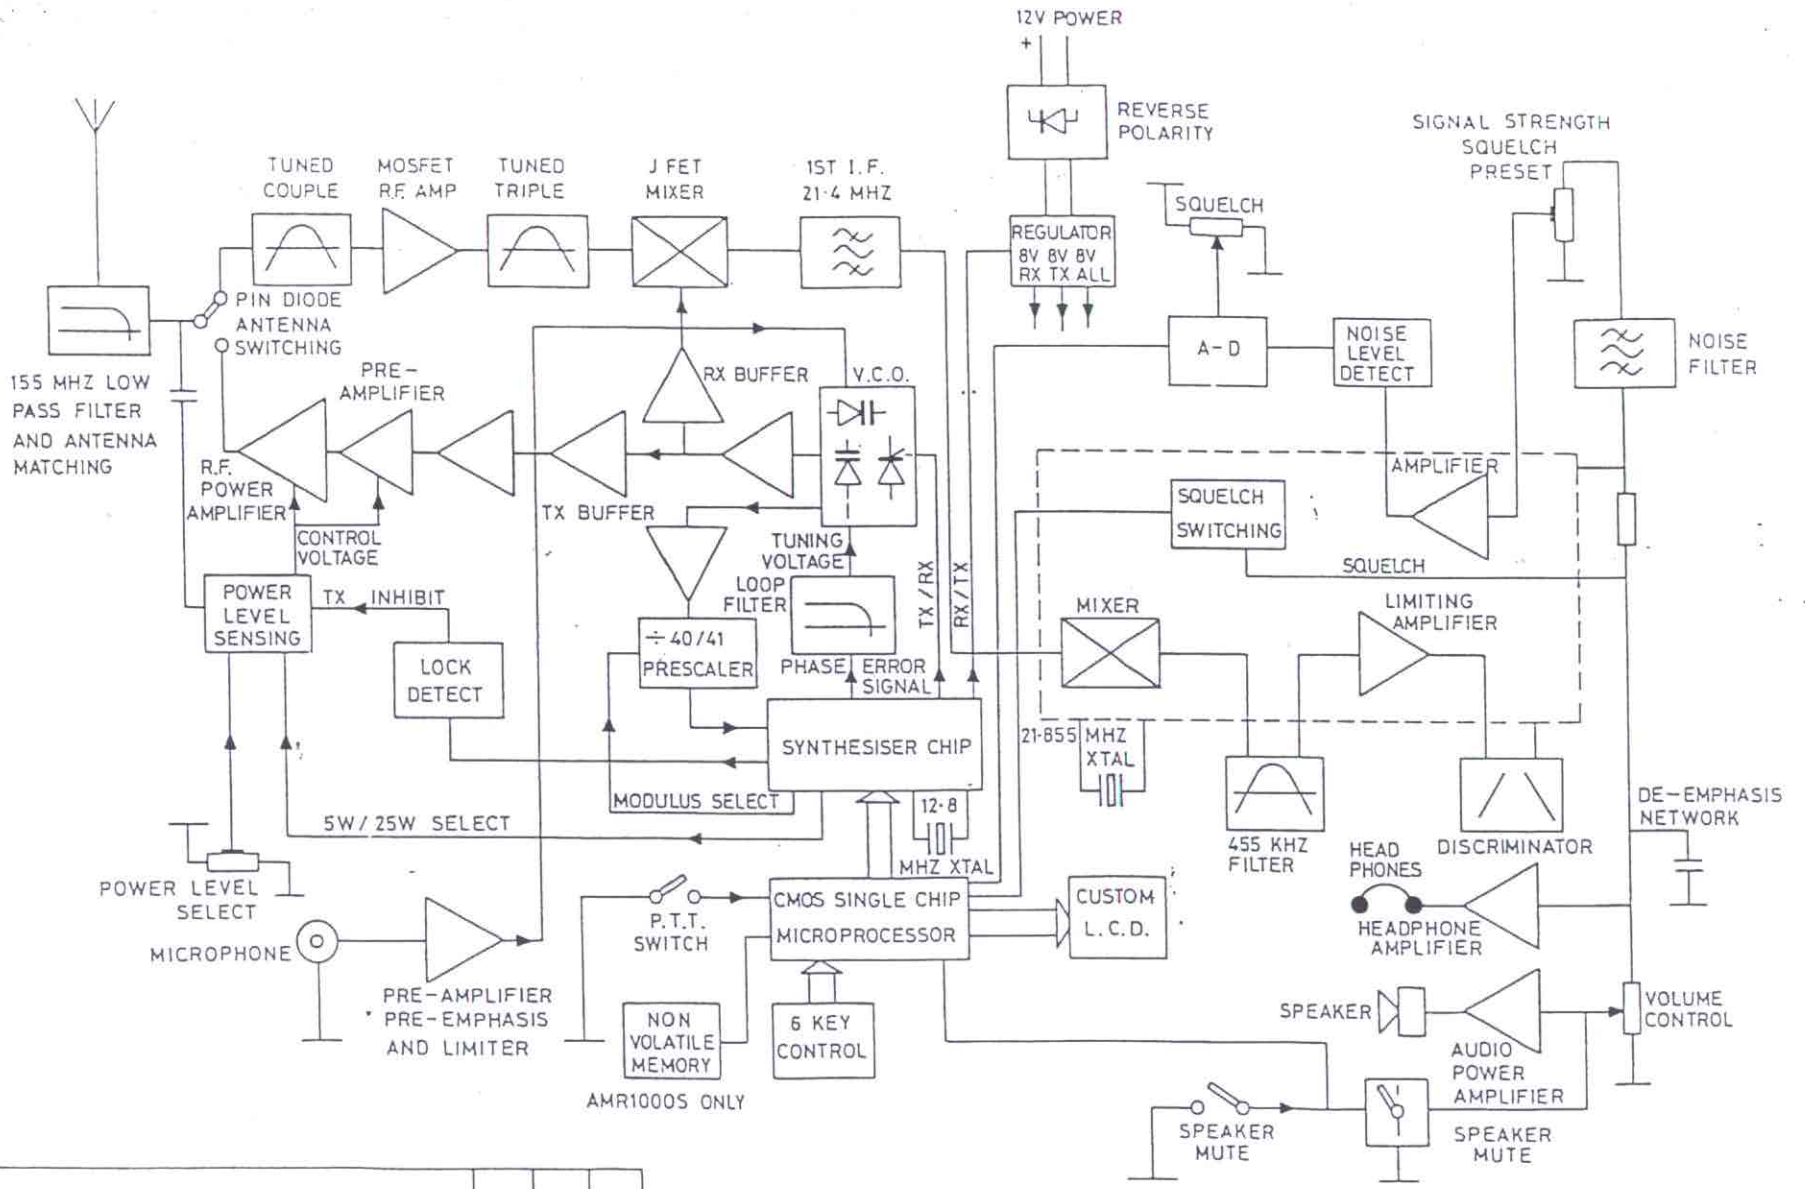 12V POWER
+
REVERSE
POLARITY
SIGNAL STRENGTH
SQUELCH
PRESET
TUNED
COUPLE
MOSFET
R.F. AMP
TUNED
TRIPLE
J FET
MIXER
1ST I.F.
21·4 MHZ
SQUELCH
REGULATOR
8V 8V 8V
RX TX ALL
PIN DIODE
ANTENNA
SWITCHING
155 MHZ LOW
PASS FILTER
AND ANTENNA
MATCHING
PRE-
AMPLIFIER
RX BUFFER
V.C.O.
A-D
NOISE
LEVEL
DETECT
NOISE
FILTER
R.F.
POWER
AMPLIFIER
CONTROL
VOLTAGE
TX BUFFER
TUNING
VOLTAGE
LOOP
FILTER
TX/RX
RX/TX
AMPLIFIER
SQUELCH
SWITCHING
SQUELCH
POWER
LEVEL
SENSING
TX INHIBIT
LOCK
DETECT
÷ 40/41
PRESCALER
PHASE ERROR
SIGNAL
MIXER
LIMITING
AMPLIFIER
SYNTHESISER CHIP
21·855 MHZ
XTAL
MODULUS SELECT
12·8
MHZ XTAL
5W/25W SELECT
455 KHZ
FILTER
DISCRIMINATOR
DE-EMPHASIS
NETWORK
POWER LEVEL
SELECT
MICROPHONE
P.T.T.
SWITCH
CMOS SINGLE CHIP
MICROPROCESSOR
CUSTOM
L.C.D.
HEAD
PHONES
HEADPHONE
AMPLIFIER
PRE-AMPLIFIER
PRE-EMPHASIS
AND LIMITER
NON
VOLATILE
MEMORY
AMR1000S ONLY
6 KEY
CONTROL
SPEAKER
VOLUME
CONTROL
AUDIO
POWER
AMPLIFIER
SPEAKER
MUTE
SPEAKER
MUTE